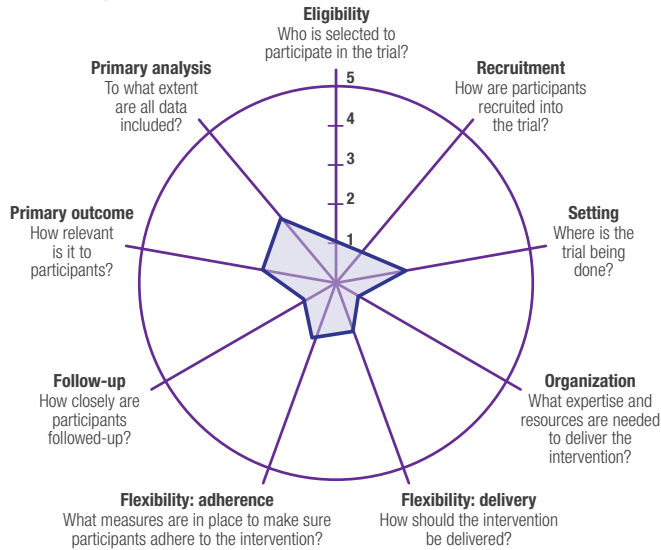 Eligibility
Who is selected to
participate in the trial?
Primary analysis
To what extent
are all data
included?
Recruitment
How are participants
recruited into
the trial?
5
4
3
2
1
Primary outcome
How relevant
is it to
participants?
Setting
Where is the
trial being
done?
Follow-up
How closely are
participants
followed-up?
Organization
What expertise and
resources are needed
to deliver the
intervention?
Flexibility: adherence
What measures are in place to make sure
participants adhere to the intervention?
Flexibility: delivery
How should the intervention
be delivered?